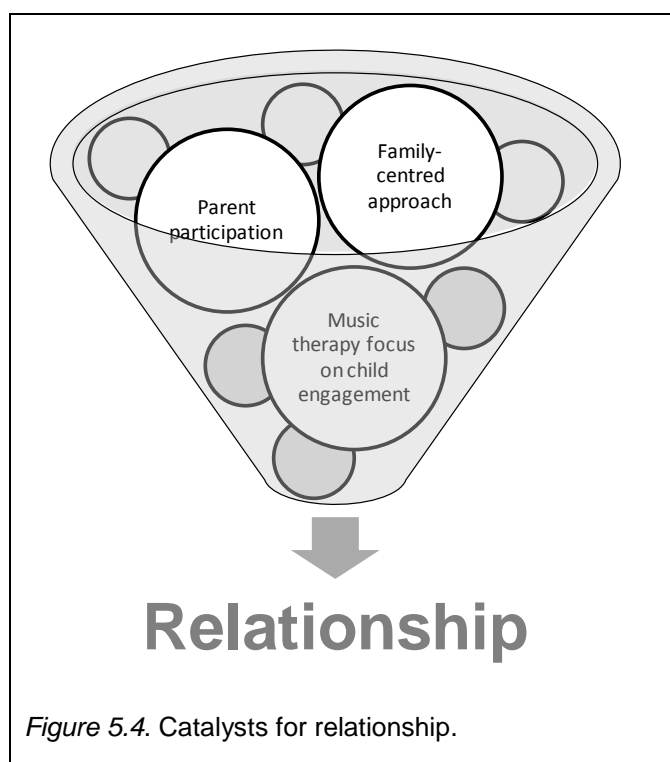 Family-
centred
approach
Parent
participation
Music
therapy focus
on child
engagement
Relationship
Figure 5.4. Catalysts for relationship.